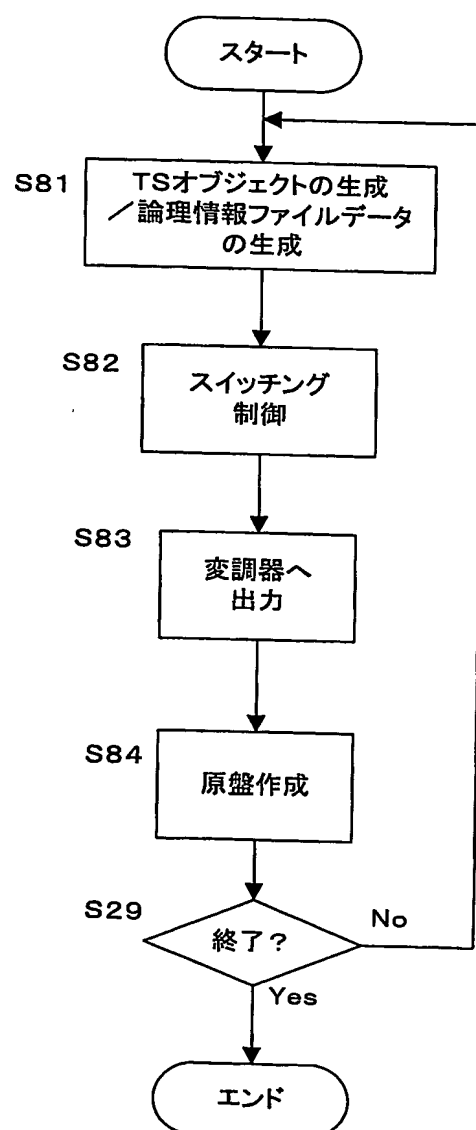 スタート
S81
TSオブジェクトの生成
／論理情報ファイルデータ
の生成
S82
スイッチング
制御
S83
変調器へ
出力
S84
原盤作成
S29
終了？
No
Yes
エンド